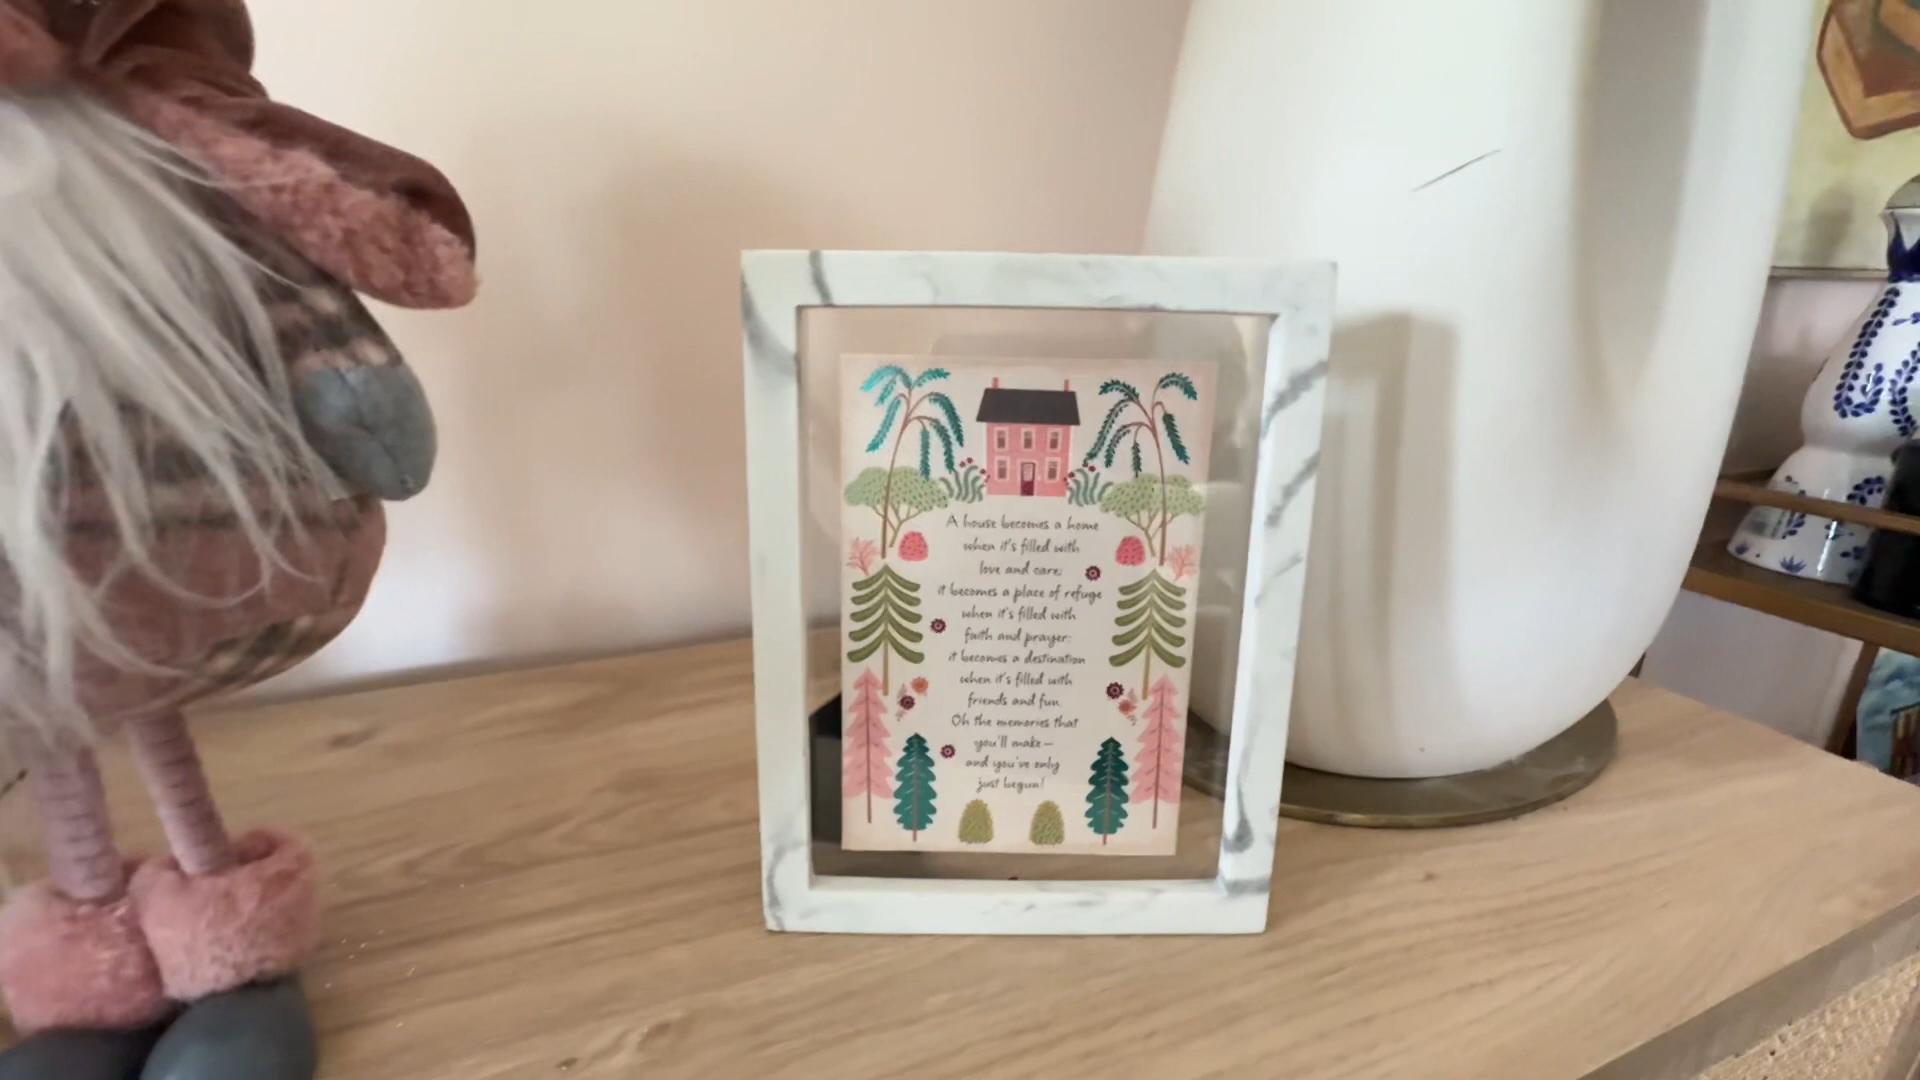 A house becomes a home
when it's filled with
love and care;
it becomes a place of refuge
when it's filled with
faith and prayer;
it becomes a destination
when it's filled with
friends and fun.
Oh the memories that
you'll make –
and you've only
just begun!